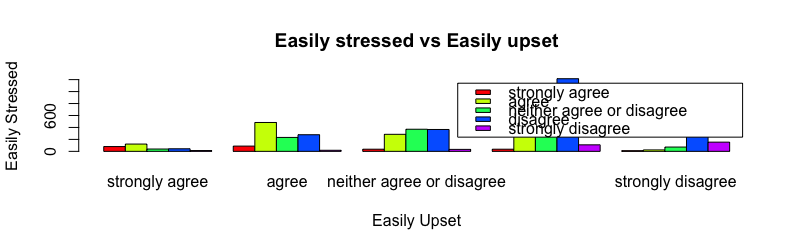 Easily stressed vs Easily upset
Easily Stressed
600
0
strongly agree
agree
neither agree or disagree
disagree
strongly disagree
strongly agree
agree
neither agree or disagree
strongly disagree
Easily Upset